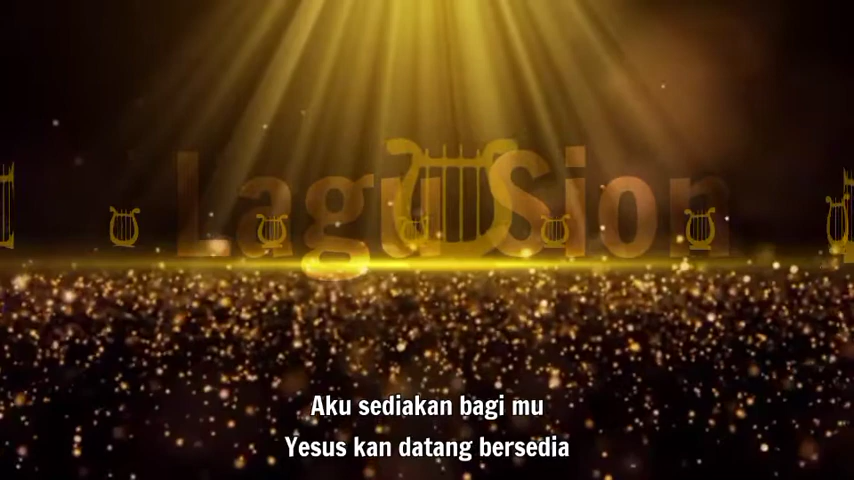 Lagu Sion
Aku sediakan bagi mu
Yesus kan datang bersedia